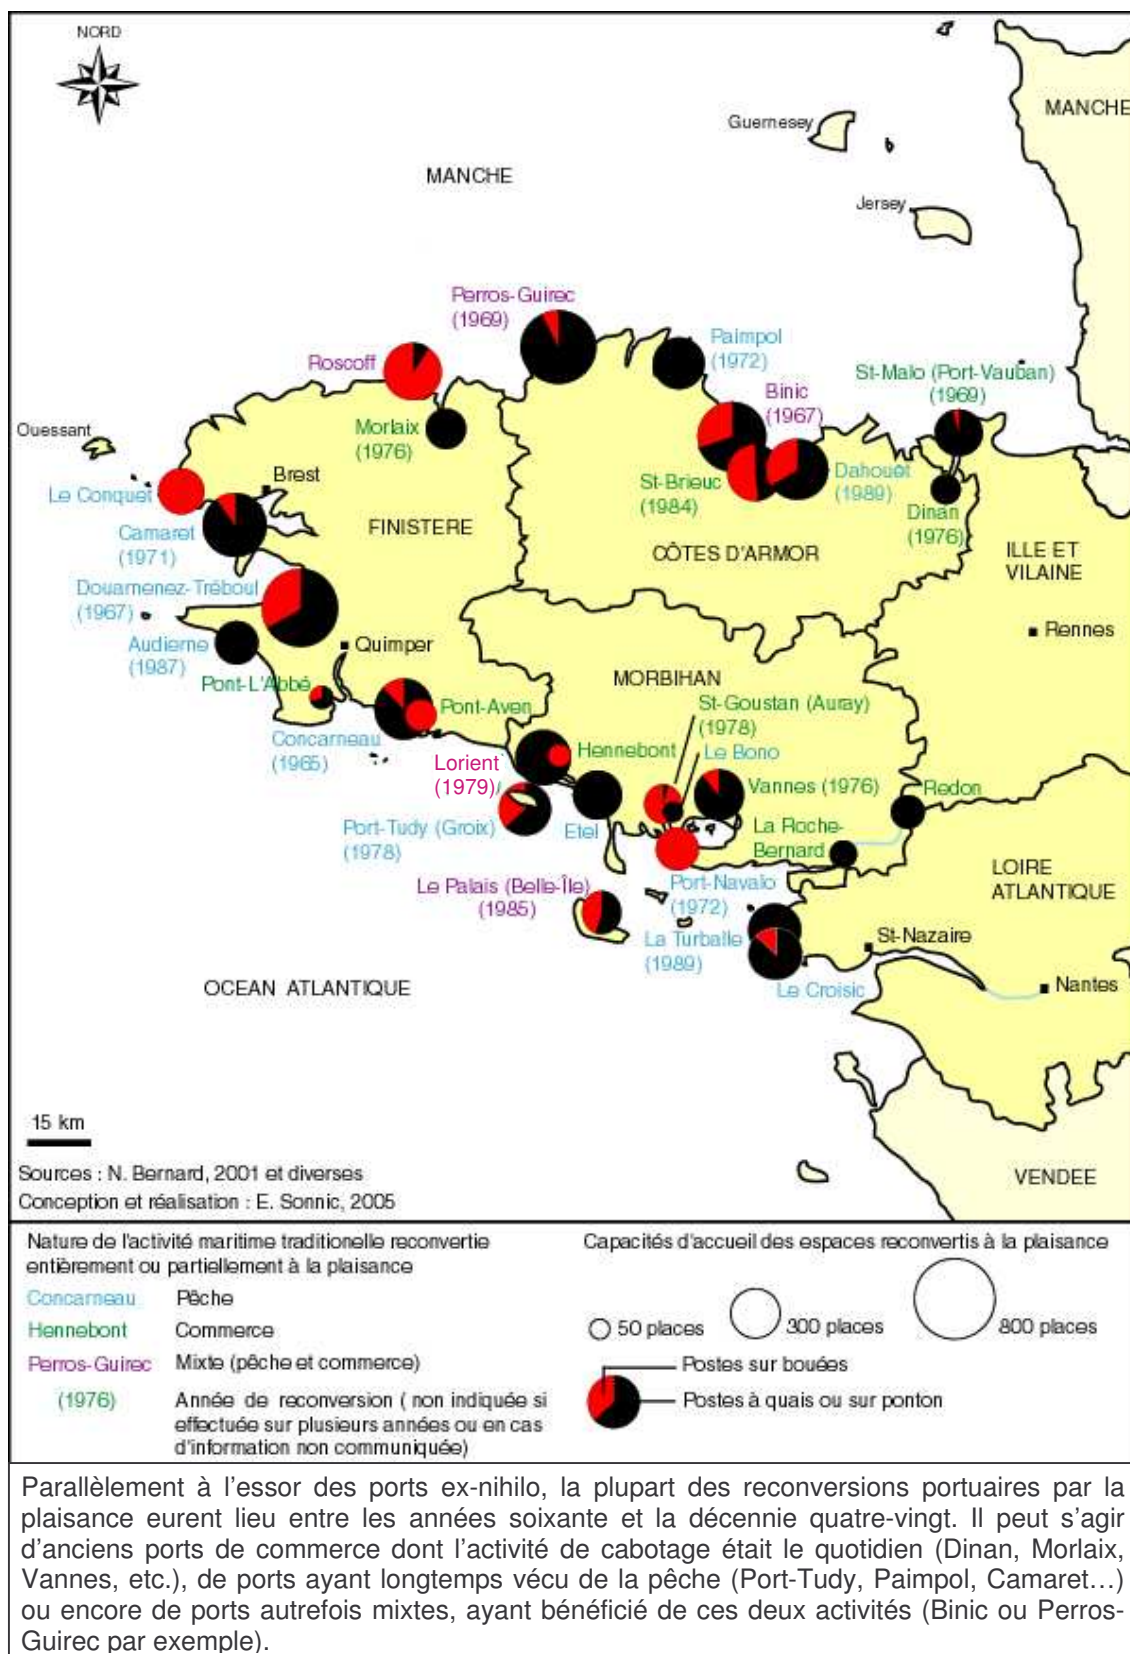 NORD
MANCHE
Guernesey
MANCHE
Jersey
Perros-Guirec
(1969)
Paimpol
(1972)
Roscoff
St-Malo (Port-Vauban)
(1969)
Binic
(1967)
Morlaix
(1976)
Ouessant
Brest
Le Conquet
St-Brieuc
(1984)
Dahouët
(1989)
Dinan
(1976)
Camaret
(1971)
FINISTERE
CÔTES D'ARMOR
ILLE ET
VILAINE
Douarnenez-Tréboul
(1967)
Rennes
Audierne
(1987)
Quimper
Pont-L'Abbé
MORBIHAN
St-Goustan (Auray)
(1978)
Pont-Aven
Concarneau
(1965)
Lorient
(1979)
Hennebont
Le Bono
Vannes (1976)
Redon
Port-Tudy (Groix)
(1978)
Etel
La Roche-
Bernard
LOIRE
ATLANTIQUE
Le Palais (Belle-Île)
(1985)
Port-Navalo
(1972)
La Turballe
(1989)
St-Nazaire
Le Croisic
Nantes
OCEAN ATLANTIQUE
15 km
Sources : N. Bernard, 2001 et diverses
Conception et réalisation : E. Sonnic, 2005
VENDEE
Nature de l'activité maritime traditionelle reconvertie
entièrement ou partiellement à la plaisance
Concarneau Pêche
Hennebont Commerce
Perros-Guirec Mixte (pêche et commerce)
(1976) Année de reconversion ( non indiquée si
effectuée sur plusieurs années ou en cas
d'information non communiquée)
Capacités d'accueil des espaces reconvertis à la plaisance
50 places
300 places
800 places
Postes sur bouées
Postes à quais ou sur ponton
Parallèlement à l'essor des ports ex-nihilo, la plupart des reconversions portuaires par la
plaisance eurent lieu entre les années soixante et la décennie quatre-vingt. Il peut s'agir
d'anciens ports de commerce dont l'activité de cabotage était le quotidien (Dinan, Morlaix,
Vannes, etc.), de ports ayant longtemps vécu de la pêche (Port-Tudy, Paimpol, Camaret…)
ou encore de ports autrefois mixtes, ayant bénéficié de ces deux activités (Binic ou Perros-
Guirec par exemple).